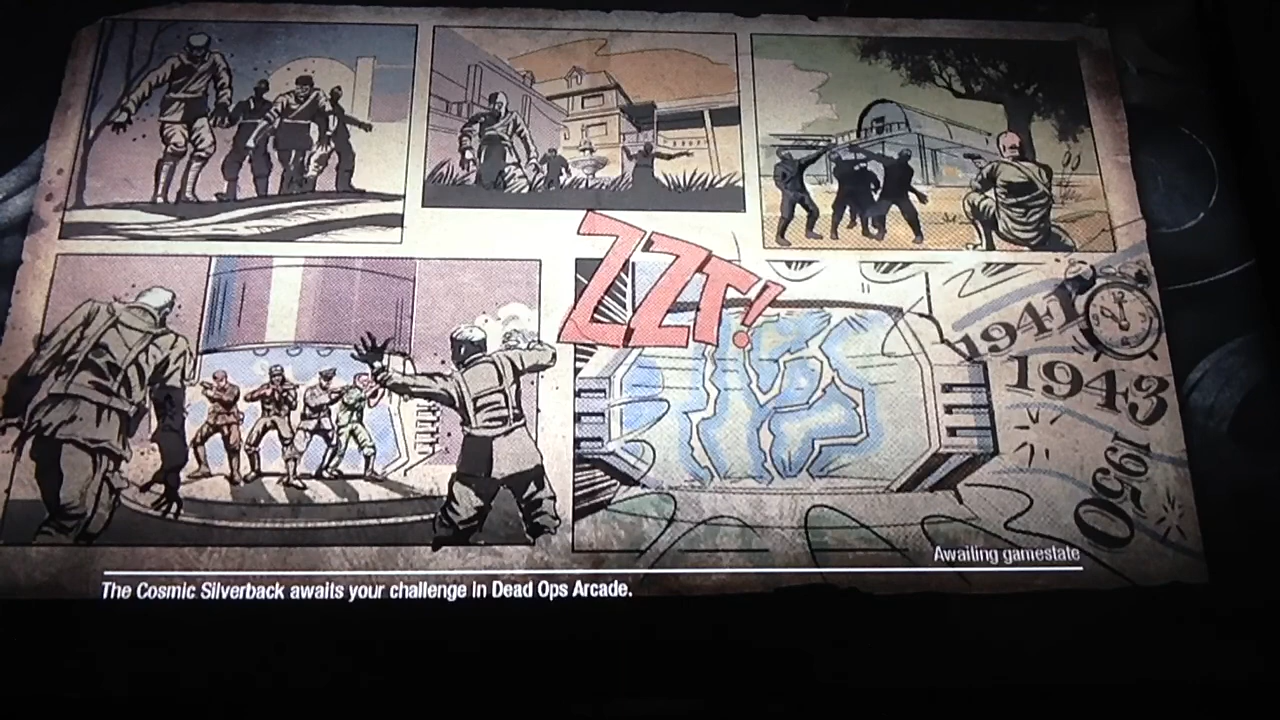 ZZT!
1941
1943
1950
Awaiting gamestate
The Cosmic Silverback awaits your challenge in Dead Ops Arcade.